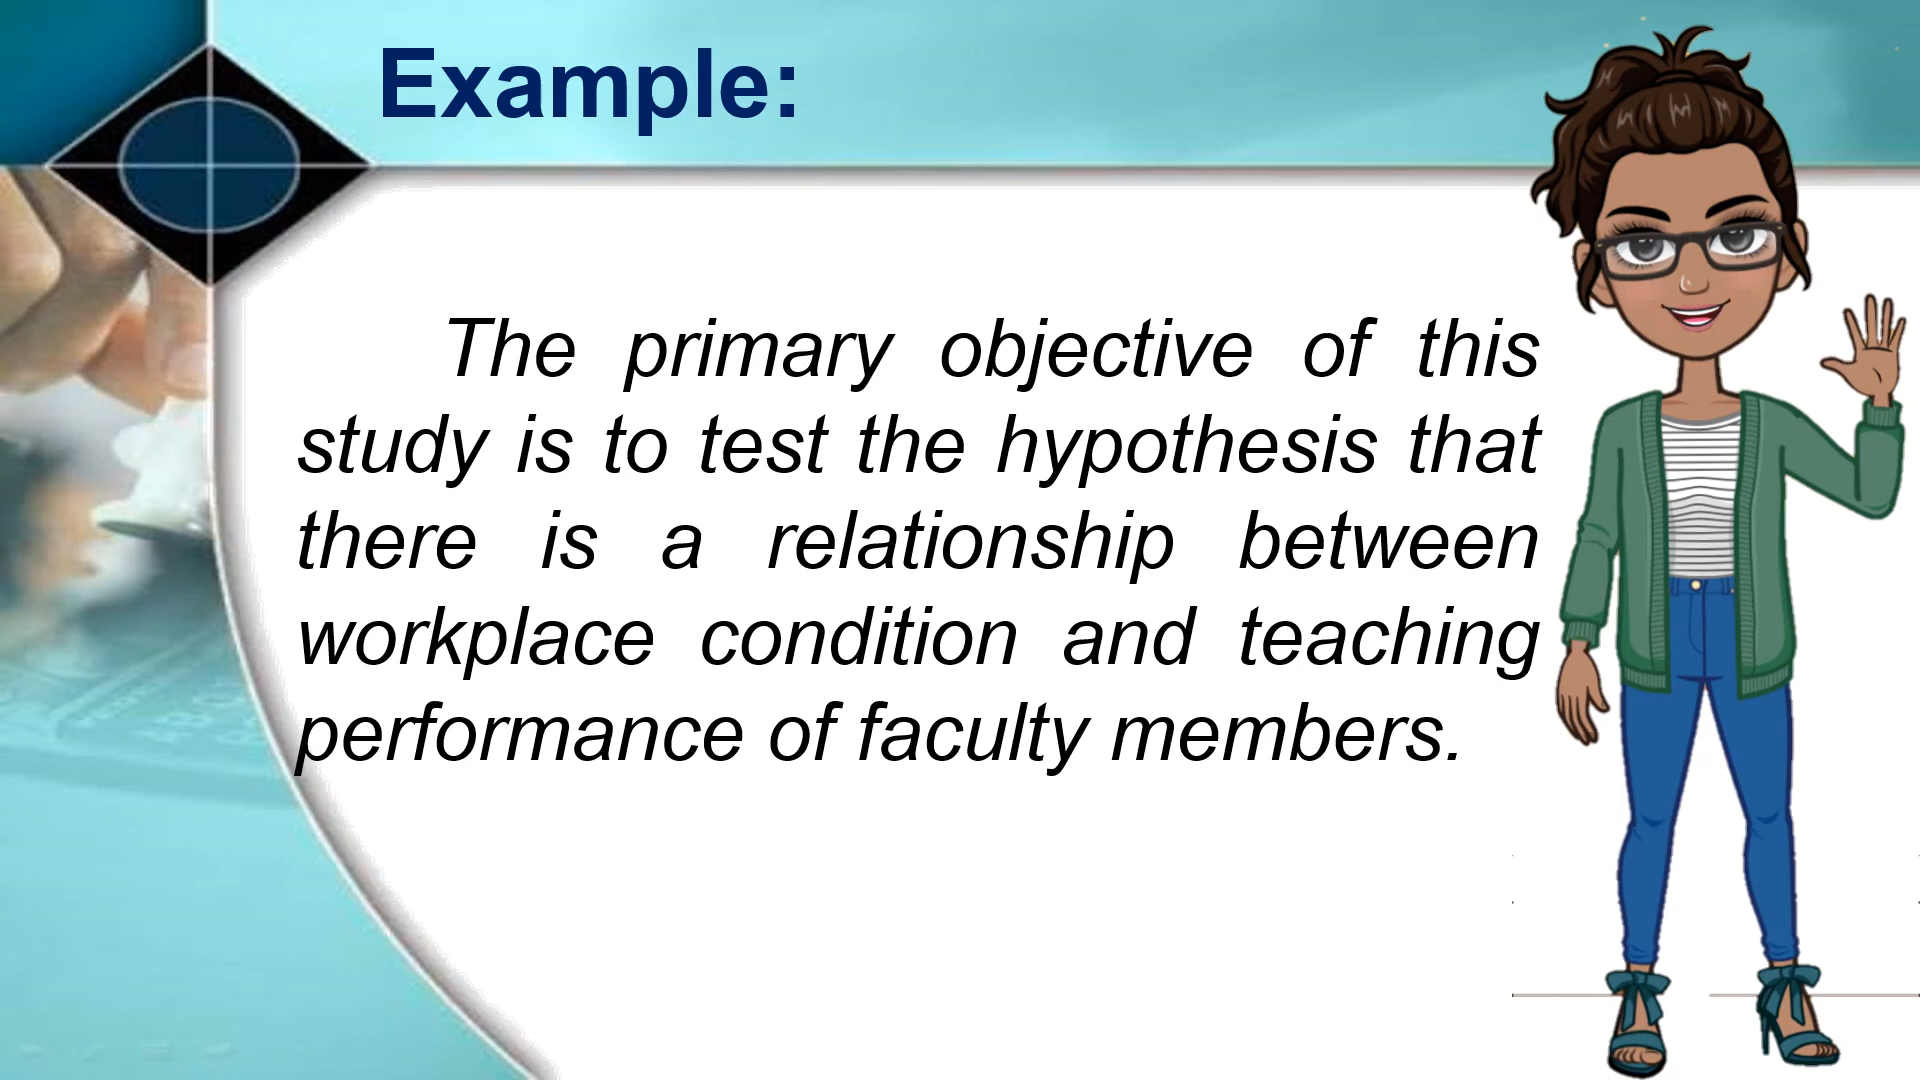 Example:
The primary objective of this
study is to test the hypothesis that
there is a relationship between
workplace condition and teaching
performance of faculty members.